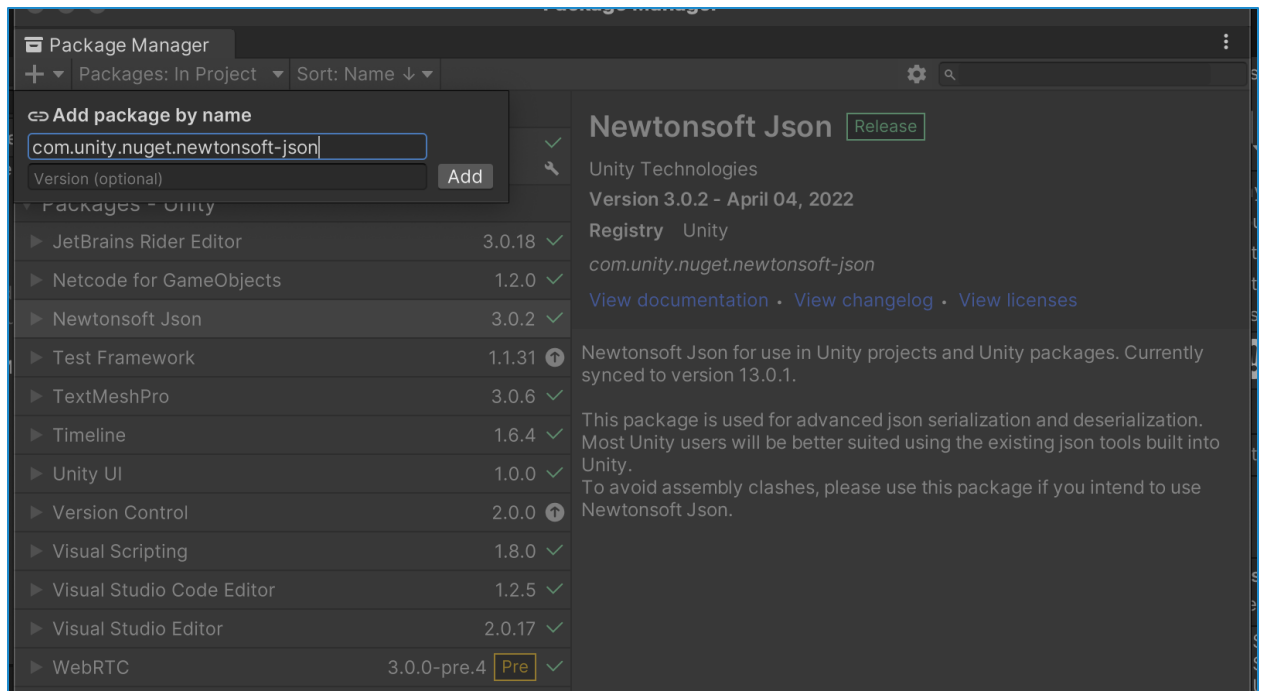 Package Manager
Package Manager
Packages: In Project
Sort: Name ↓
Add package by name
com.unity.nuget.newtonsoft-json
Version (optional)
Add
Packages - Unity
JetBrains Rider Editor 3.0.18
Netcode for GameObjects 1.2.0
Newtonsoft Json 3.0.2
Test Framework 1.1.31
TextMeshPro 3.0.6
Timeline 1.6.4
Unity UI 1.0.0
Version Control 2.0.0
Visual Scripting 1.8.0
Visual Studio Code Editor 1.2.5
Visual Studio Editor 2.0.17
WebRTC 3.0.0-pre.4 Pre
Newtonsoft Json Release
Unity Technologies
Version 3.0.2 - April 04, 2022
Registry Unity
com.unity.nuget.newtonsoft-json
View documentation • View changelog • View licenses
Newtonsoft Json for use in Unity projects and Unity packages. Currently
synced to version 13.0.1.
This package is used for advanced json serialization and deserialization.
Most Unity users will be better suited using the existing json tools built into
Unity.
To avoid assembly clashes, please use this package if you intend to use
Newtonsoft Json.